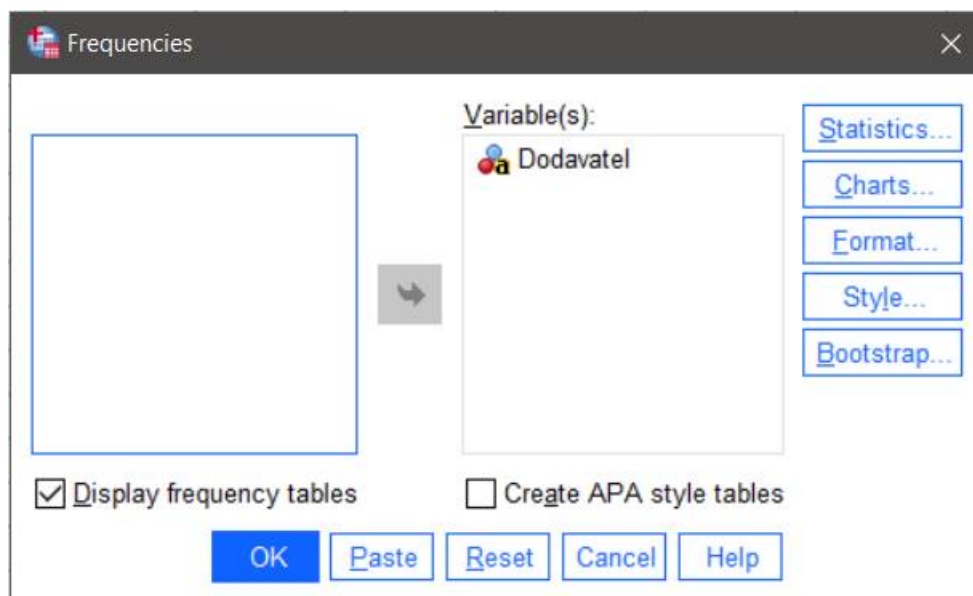 Frequencies
Variable(s):
Dodavatel
Statistics...
Charts...
Format...
Style...
Bootstrap...
Display frequency tables
Create APA style tables
OK Paste Reset Cancel Help